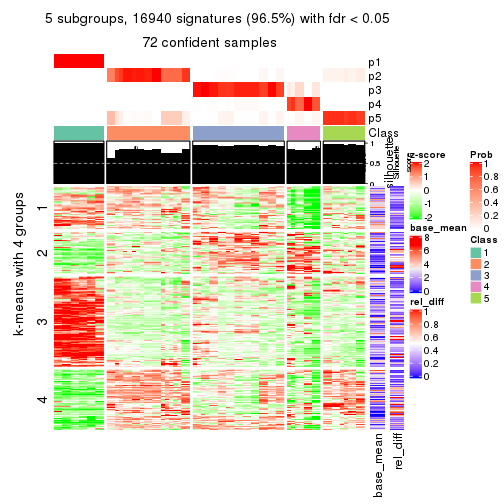 5 subgroups, 16940 signatures (96.5%) with fdr < 0.05
72 confident samples
p1
p2
p3
p4
p5
Class
1
0.5
0
silhouette
Silhouette
score
k-means with 4 groups
1
2
3
4
base_mean
rel_diff
z-score
2
1
0
-1
-2
base_mean
8
6
4
2
0
rel_diff
1
0.8
0.6
0.4
0.2
0
Prob
1
0.8
0.6
0.4
0.2
0
Class
1
2
3
4
5